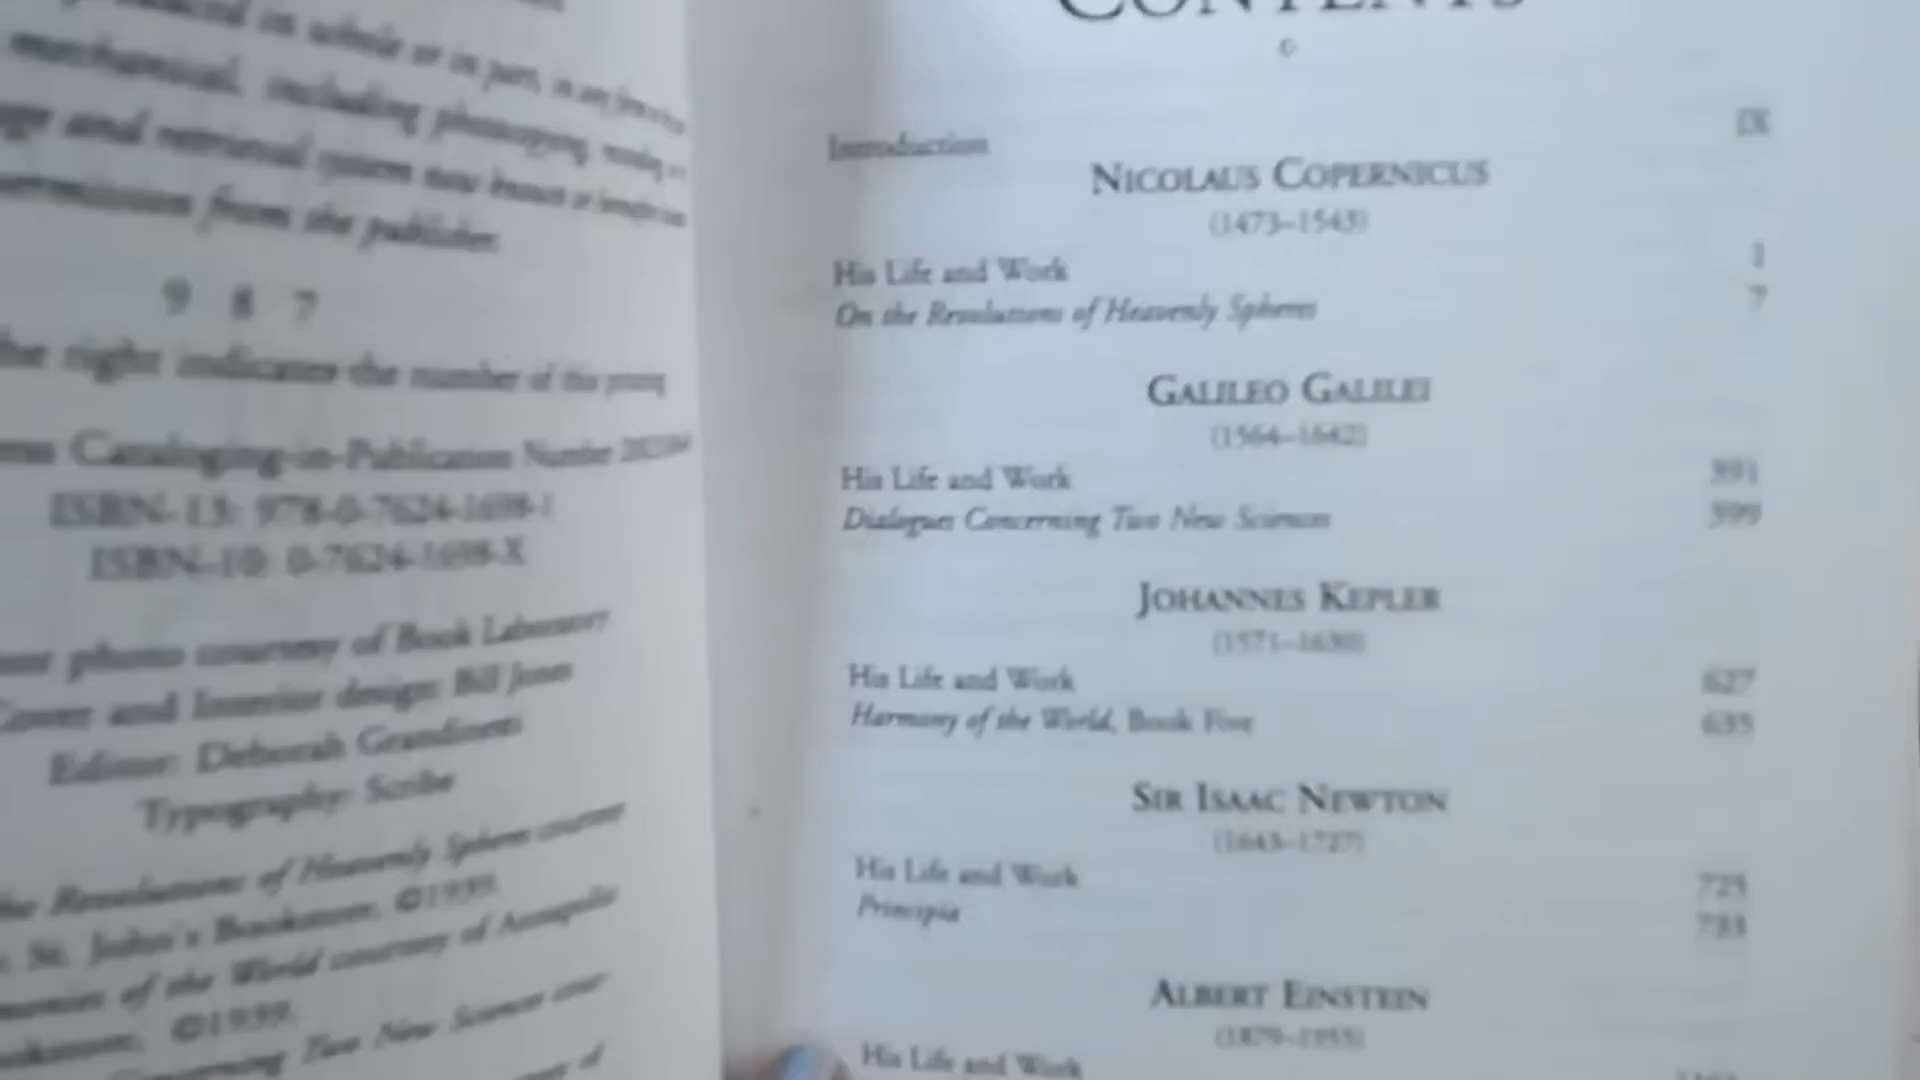 in whole or in part, in any form or
mechanical, including photocopying,
and retrieval system now known or
permission from the publisher.
9 8 7
the right indicates the number of this printing
Cataloging-in-Publication Number
ISBN-13: 978-0-7624-1698-1
ISBN-10: 0-7624-1698-X
photo courtesy of Book Laboratory
Cover and Interior design: Bill Jones
Editor: Deborah Grandinetti
Typography: Scribe
the Revolutions of Heavenly Spheres courtesy
St. John's Bookstore, ©1939.
of the World courtesy of Annapolis
©1939.
Concerning Two New Sciences
of
CONTENTS
Introduction IX
NICOLAUS COPERNICUS
(1473–1543)
His Life and Work 1
On the Revolutions of Heavenly Spheres 7
GALILEO GALILEI
(1564–1642)
His Life and Work 391
Dialogues Concerning Two New Sciences 399
JOHANNES KEPLER
(1571–1630)
His Life and Work 627
Harmony of the World, Book Five 635
SIR ISAAC NEWTON
(1643–1727)
His Life and Work 725
Principia 733
ALBERT EINSTEIN
(1879–1955)
His Life and Work